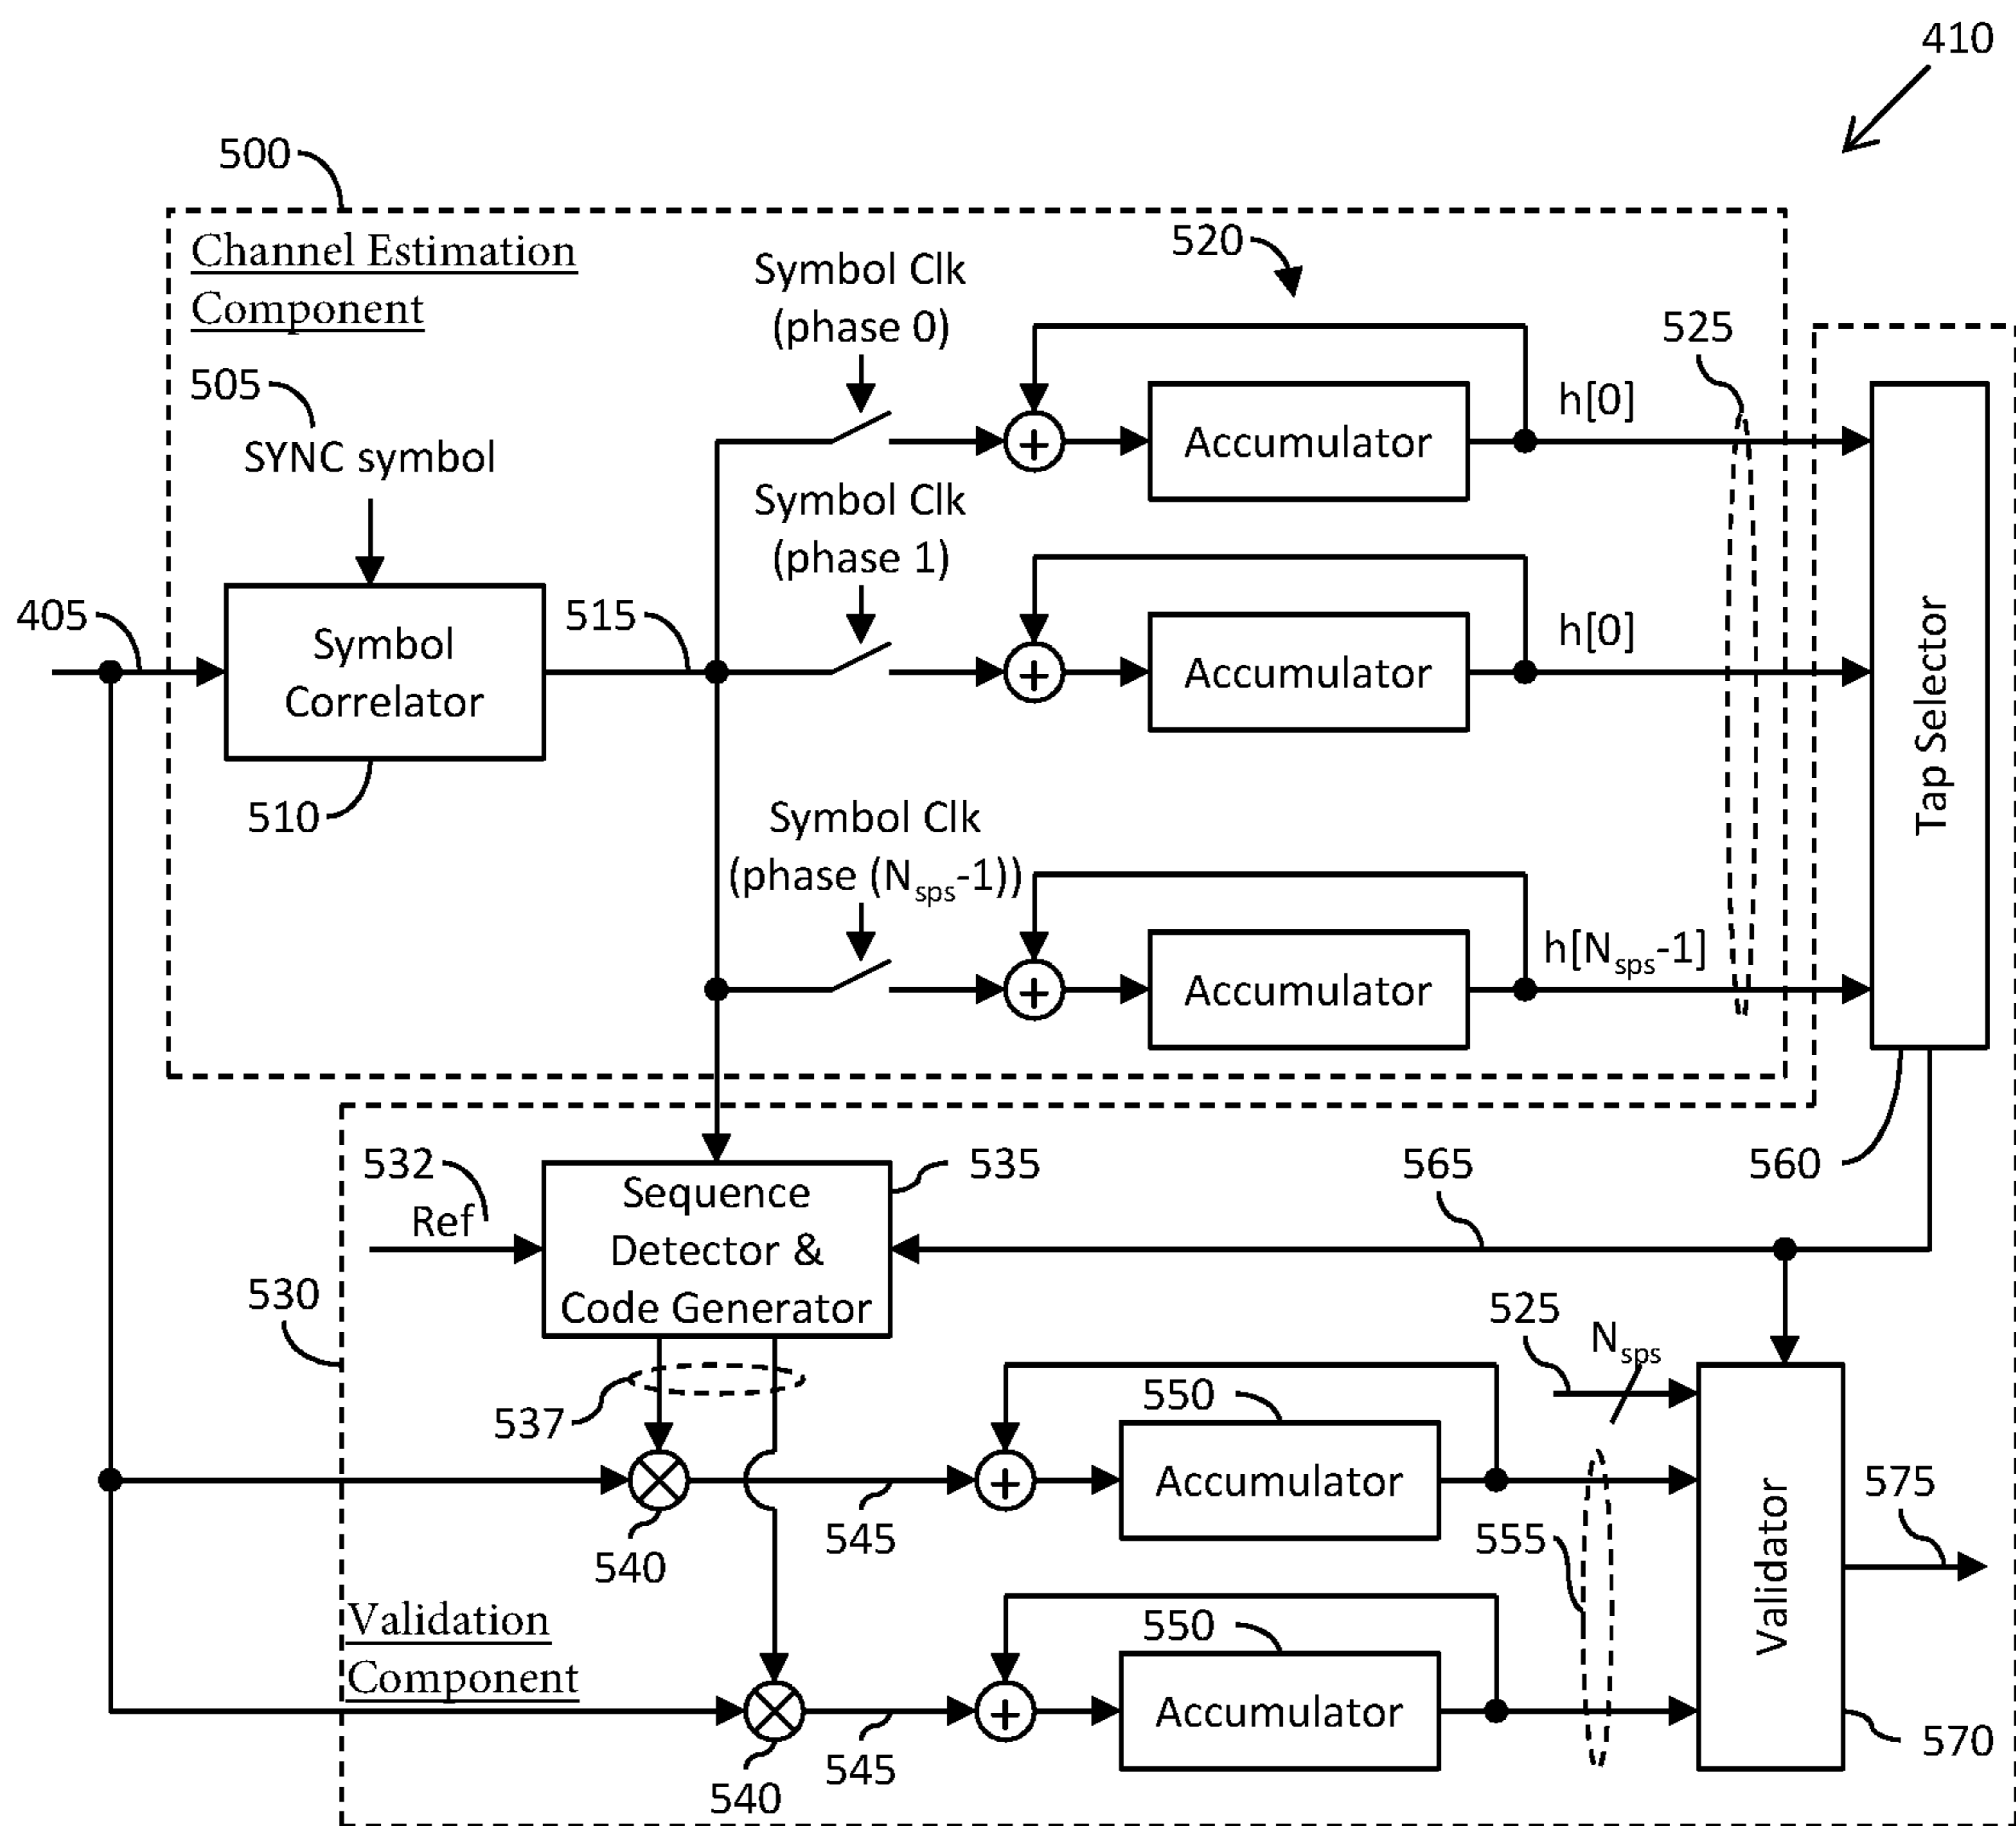 410
500
Channel Estimation
Component
520
Symbol Clk
(phase 0)
525
505
SYNC symbol
h[0]
Accumulator
Symbol Clk
(phase 1)
405
515
Symbol
Correlator
h[0]
Accumulator
Tap Selector
510
Symbol Clk
(phase (Nsps-1))
h[Nsps-1]
Accumulator
532
Ref
Sequence
Detector &
Code Generator
535
565
560
530
525
Nsps
537
550
Accumulator
540
545
555
Validator
575
Validation
Component
550
Accumulator
540
545
570